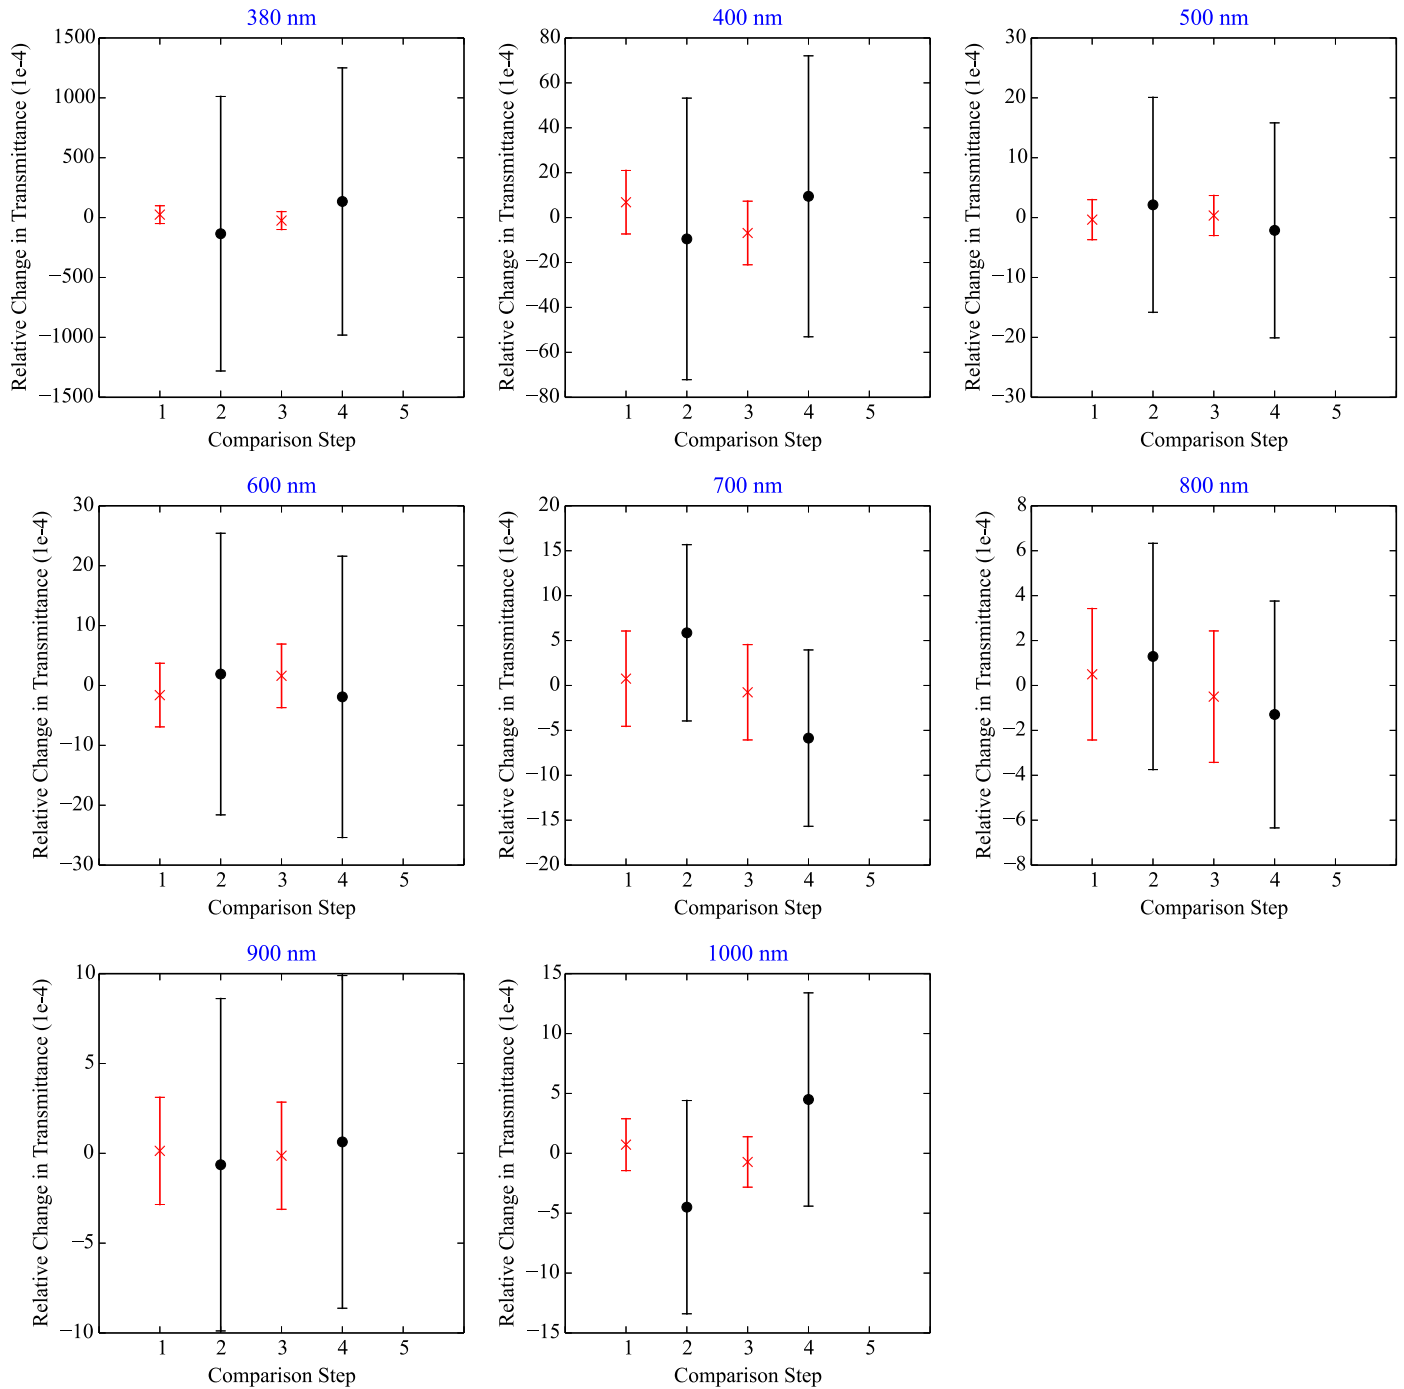 380 nm
1500
1000
500
0
−500
−1000
−1500
1 2 3 4 5
Comparison Step
Relative Change in Transmittance (1e-4)
400 nm
80
60
40
20
0
−20
−40
−60
−80
1 2 3 4 5
Comparison Step
Relative Change in Transmittance (1e-4)
500 nm
30
20
10
0
−10
−20
−30
1 2 3 4 5
Comparison Step
Relative Change in Transmittance (1e-4)
600 nm
30
20
10
0
−10
−20
−30
1 2 3 4 5
Comparison Step
Relative Change in Transmittance (1e-4)
700 nm
20
15
10
5
0
−5
−10
−15
−20
1 2 3 4 5
Comparison Step
Relative Change in Transmittance (1e-4)
800 nm
8
6
4
2
0
−2
−4
−6
−8
1 2 3 4 5
Comparison Step
Relative Change in Transmittance (1e-4)
900 nm
10
5
0
−5
−10
1 2 3 4 5
Comparison Step
Relative Change in Transmittance (1e-4)
1000 nm
15
10
5
0
−5
−10
−15
1 2 3 4 5
Comparison Step
Relative Change in Transmittance (1e-4)